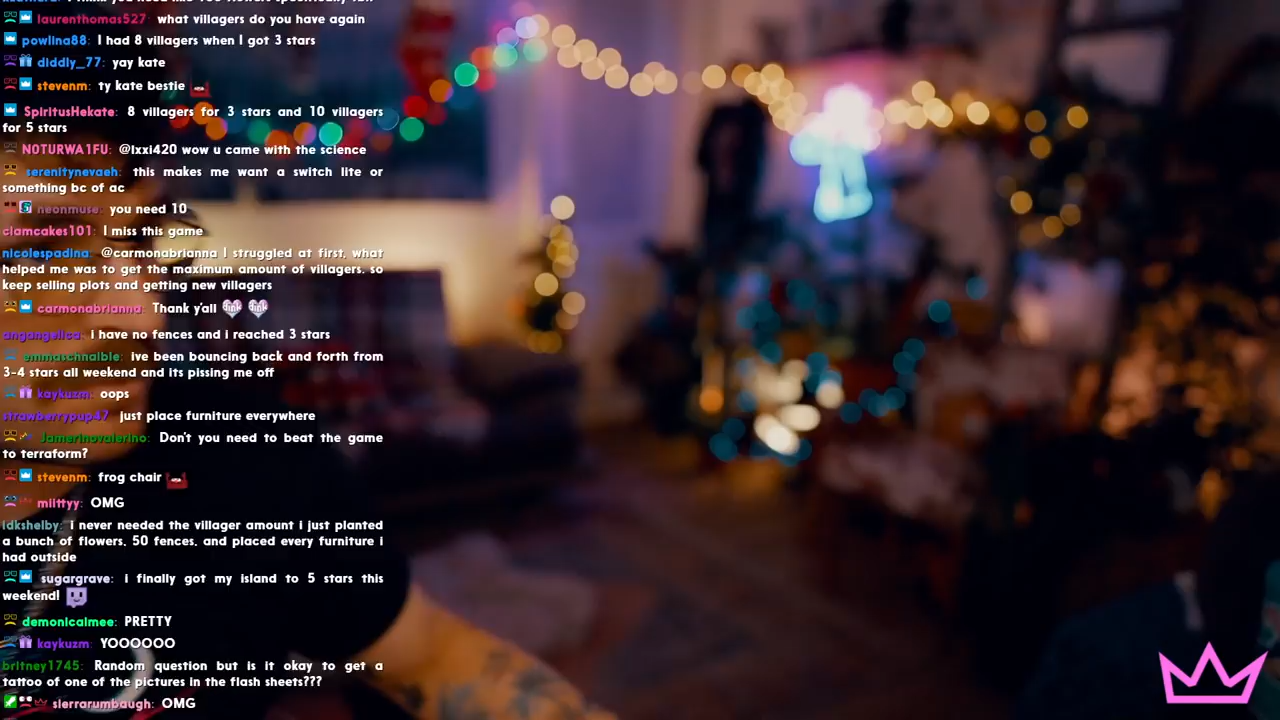 laurenthomas527: what villagers do you have again
powlina88: I had 8 villagers when I got 3 stars
diddly_77: yay kate
stevenm: ty kate bestie
SpiritusHekate: 8 villagers for 3 stars and 10 villagers
for 5 stars
N0TURWA1FU: @lxxi420 wow u came with the science
serenitynevaeh: this makes me want a switch lite or
something bc of ac
neonmuse: you need 10
clamcakes101: I miss this game
nicolespadina: @carmonabrianna I struggled at first, what
helped me was to get the maximum amount of villagers, so
keep selling plots and getting new villagers
carmonabrianna: Thank y'all
angangelica: i have no fences and i reached 3 stars
emmaschnaible: ive been bouncing back and forth from
3-4 stars all weekend and its pissing me off
kaykuzm: oops
strawberrypup47: just place furniture everywhere
Jamerinovalerino: Don't you need to beat the game
to terraform?
stevenm: frog chair
milttyy: OMG
idkshelby: i never needed the villager amount i just planted
a bunch of flowers, 50 fences, and placed every furniture i
had outside
sugargrave: i finally got my island to 5 stars this
weekend!
demonicaimee: PRETTY
kaykuzm: YOOOOOO
britney1745: Random question but is it okay to get a
tattoo of one of the pictures in the flash sheets???
sierrarumbaugh: OMG